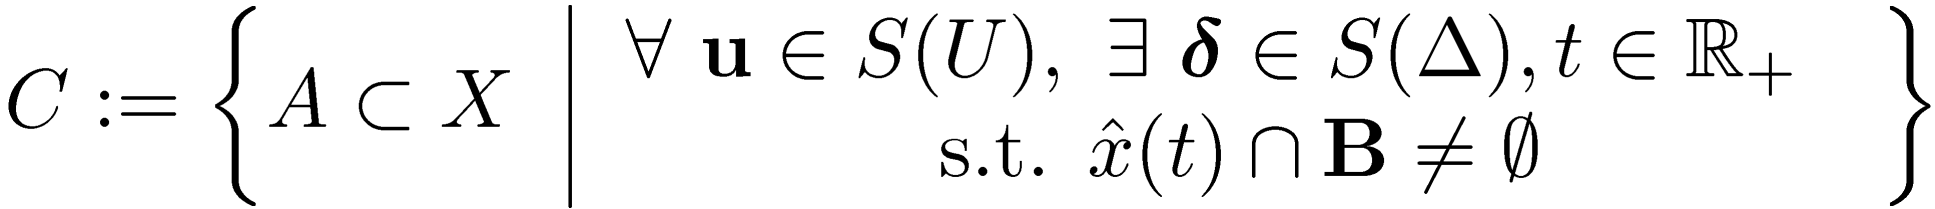 C := { A ⊂ X | ∀ 𝐮 ∈ S(U), ∃ 𝜹 ∈ S(Δ), t ∈ ℝ₊
s.t. x̂(t) ∩ 𝐁 ≠ ∅ }